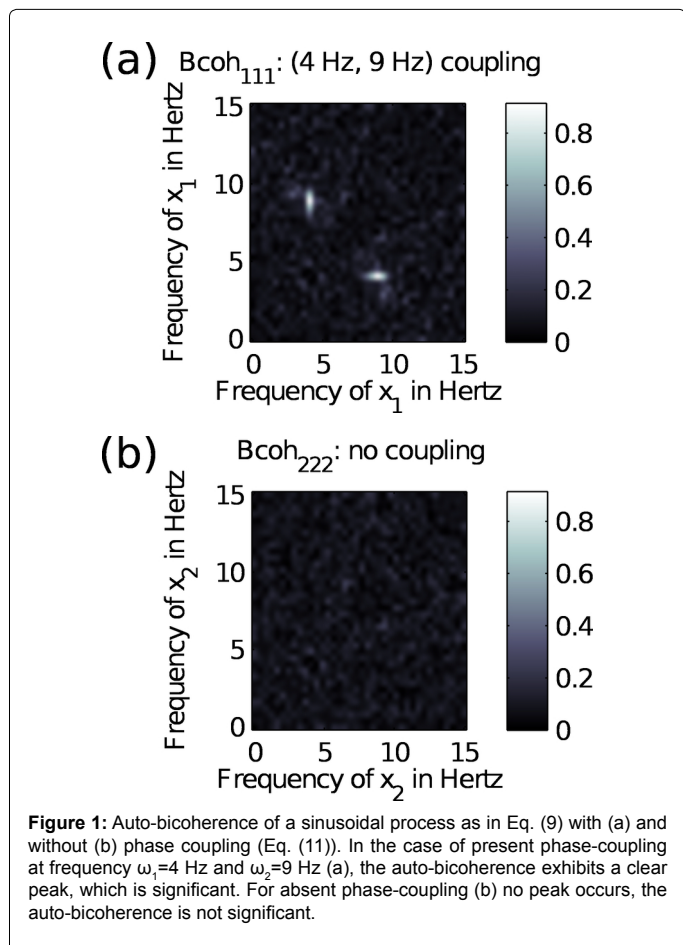 (a)
Bcoh₁₁₁: (4 Hz, 9 Hz) coupling
Frequency of x₁ in Hertz
15
10
5
0
0 5 10 15
Frequency of x₁ in Hertz
0.8
0.6
0.4
0.2
0
(b)
Bcoh₂₂₂: no coupling
Frequency of x₂ in Hertz
15
10
5
0
0 5 10 15
Frequency of x₂ in Hertz
0.8
0.6
0.4
0.2
0
Figure 1: Auto-bicoherence of a sinusoidal process as in Eq. (9) with (a) and
without (b) phase coupling (Eq. (11)). In the case of present phase-coupling
at frequency ω₁=4 Hz and ω₂=9 Hz (a), the auto-bicoherence exhibits a clear
peak, which is significant. For absent phase-coupling (b) no peak occurs, the
auto-bicoherence is not significant.